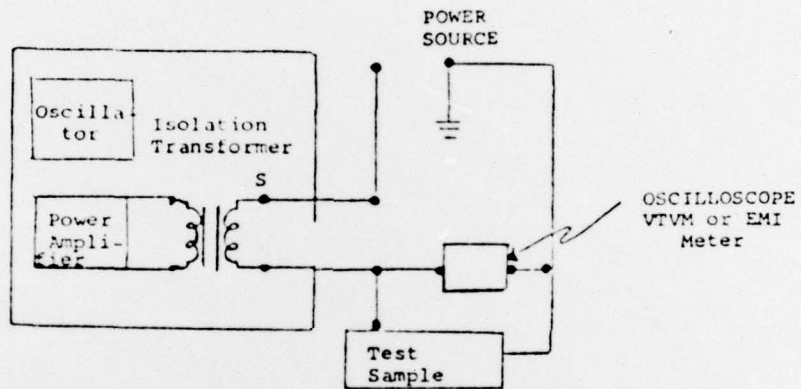 POWER
SOURCE
Oscilla-
tor
Isolation
Transformer
S
Power
Ampli-
fier
OSCILLOSCOPE
VTVM or EMI
Meter
Test
Sample